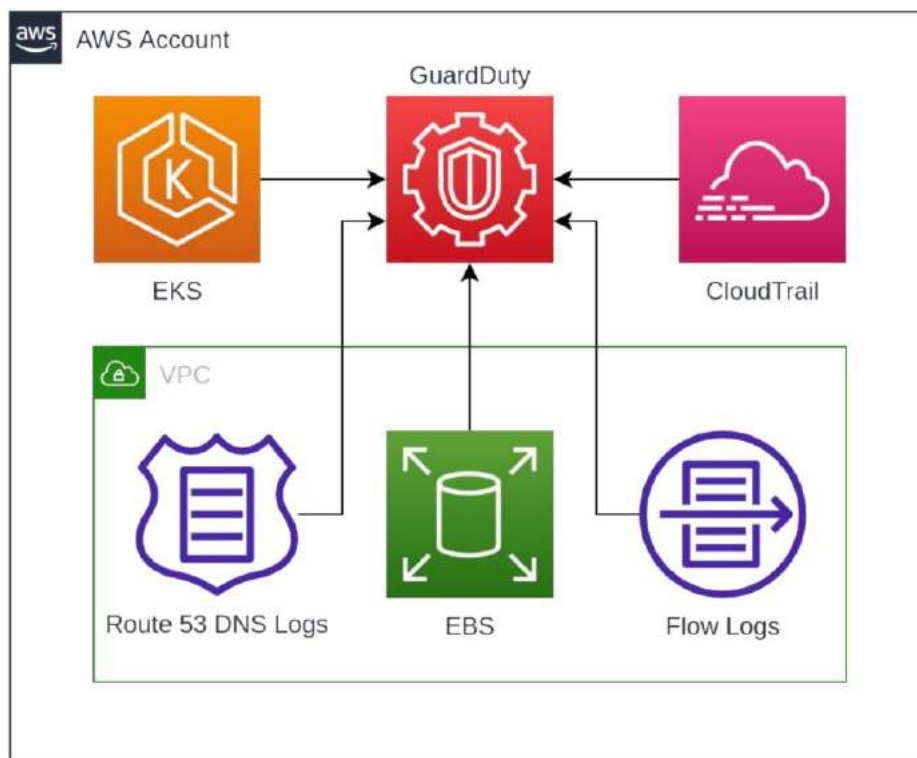 aws
AWS Account
GuardDuty
K
EKS
CloudTrail
VPC
Route 53 DNS Logs
EBS
Flow Logs